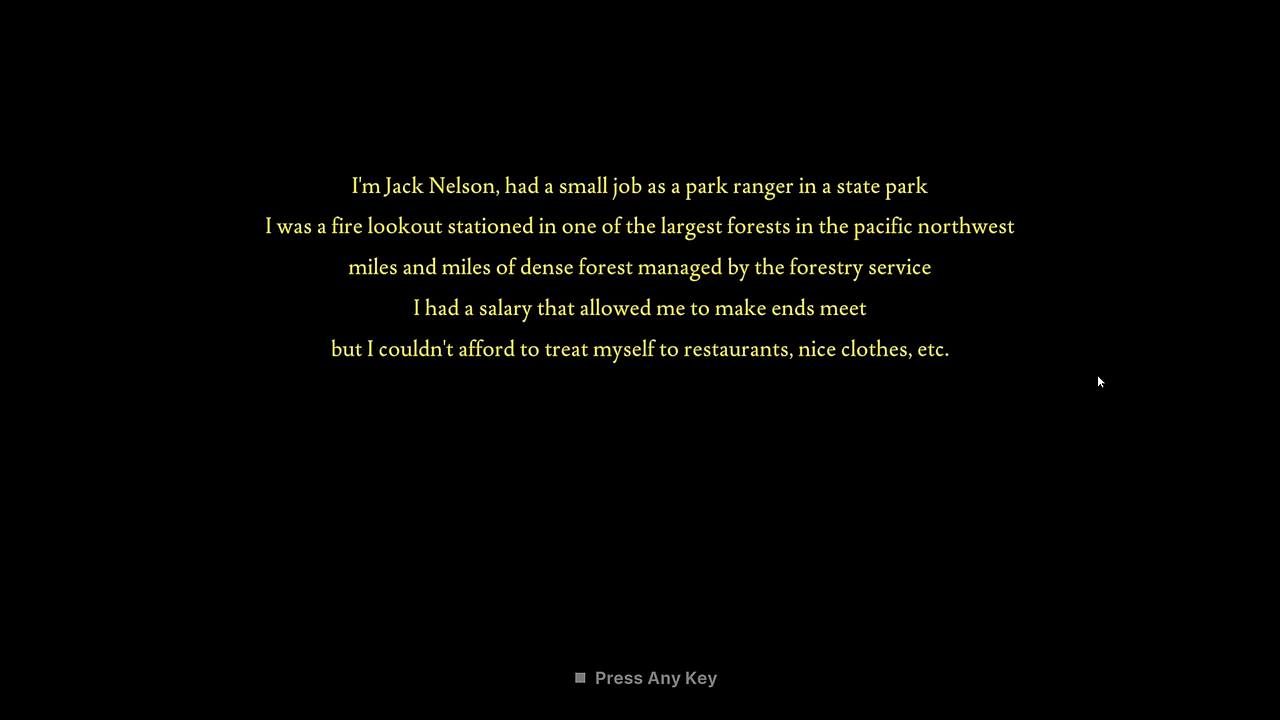 I'm Jack Nelson, had a small job as a park ranger in a state park
I was a fire lookout stationed in one of the largest forests in the pacific northwest
miles and miles of dense forest managed by the forestry service
I had a salary that allowed me to make ends meet
but I couldn't afford to treat myself to restaurants, nice clothes, etc.
Press Any Key